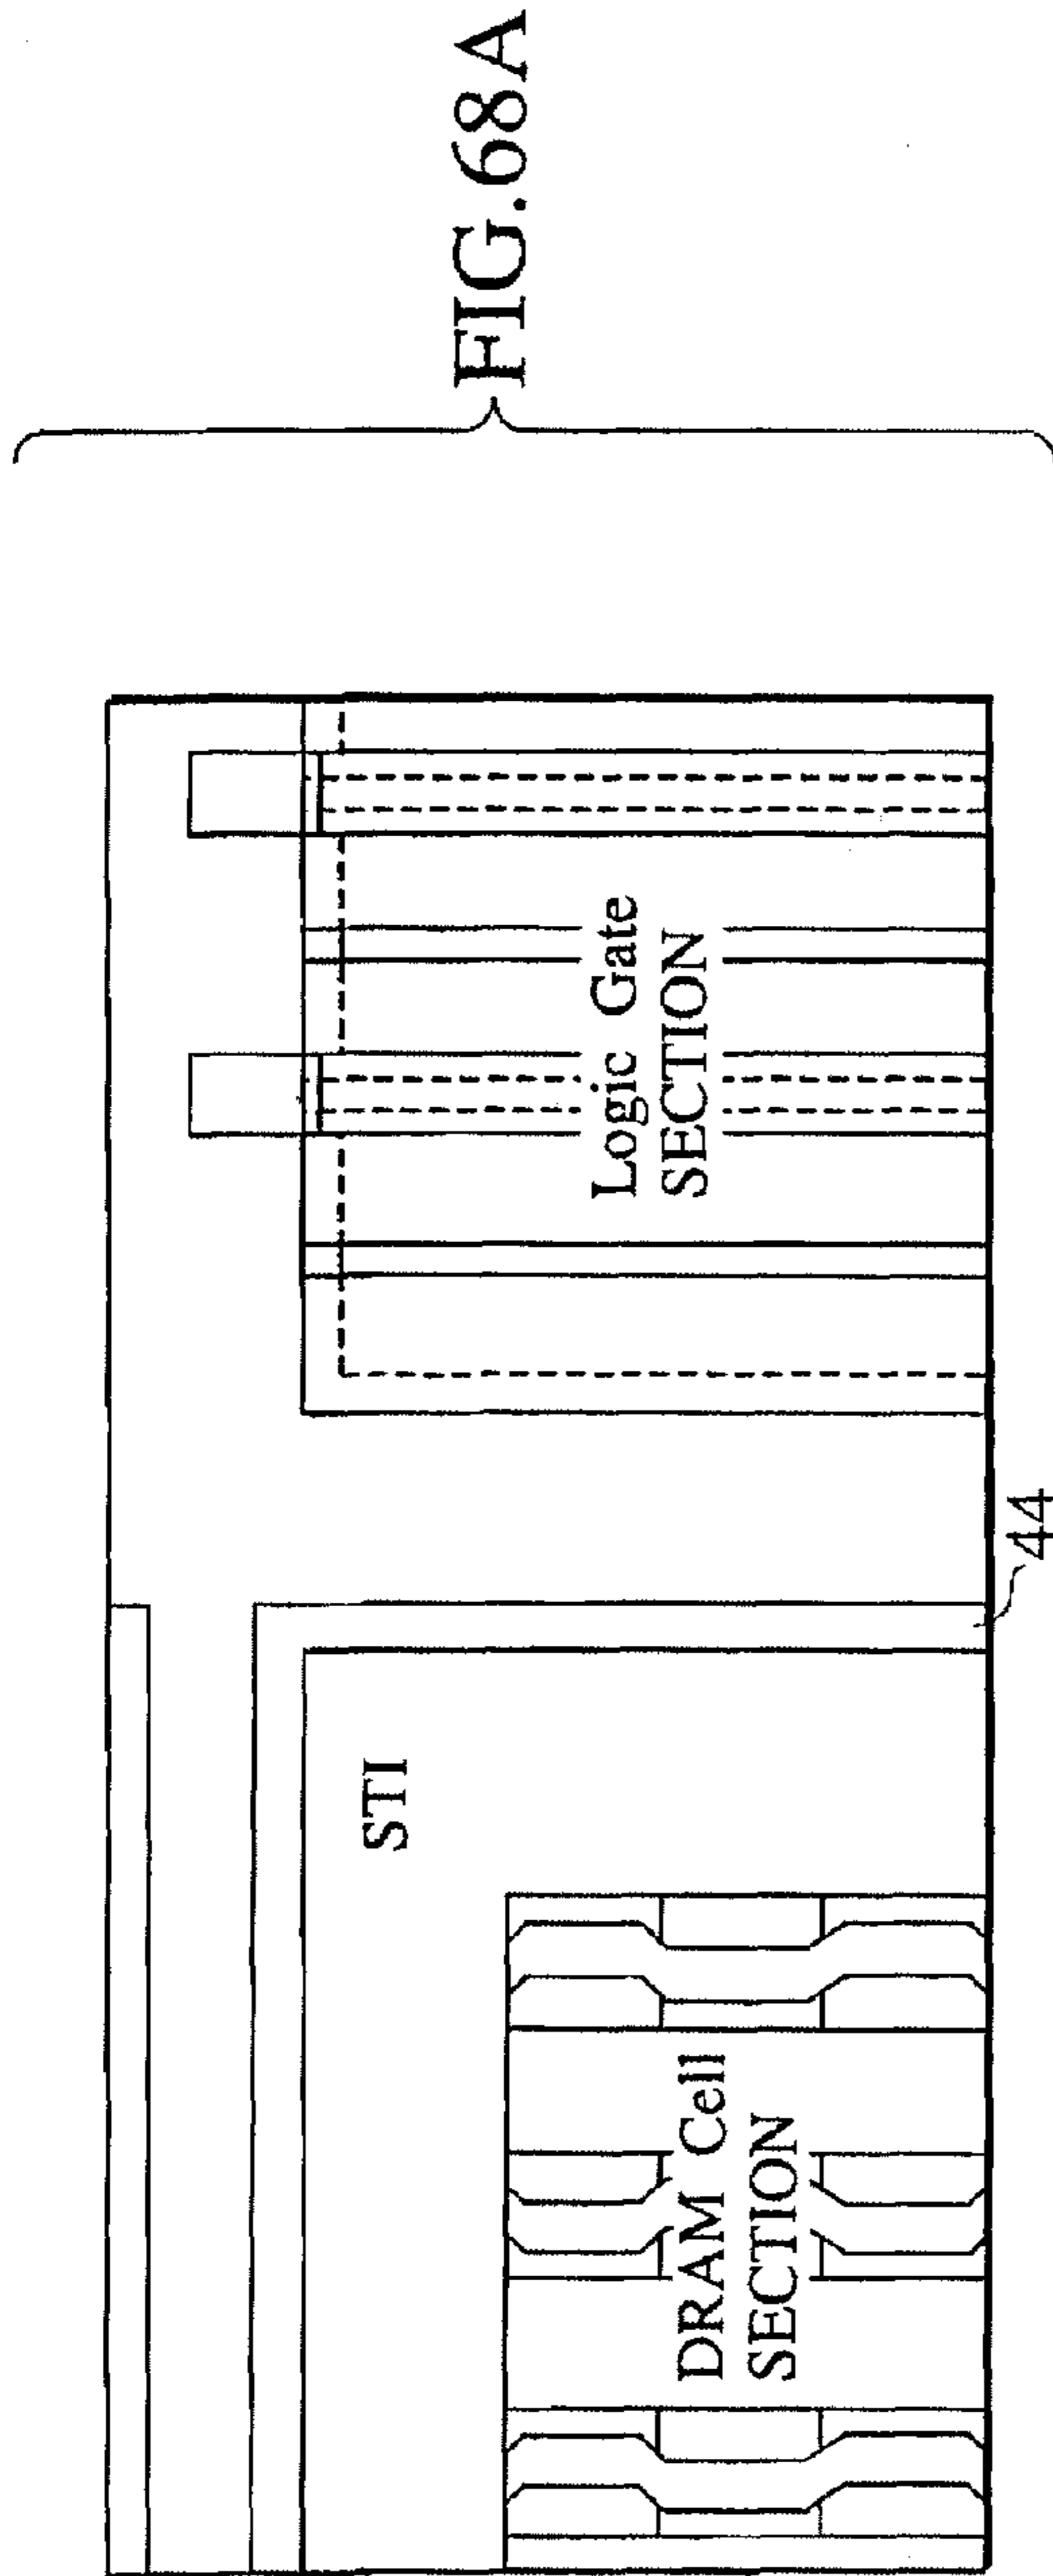 FIG.68A
Logic Gate
SECTION
STI
DRAM Cell
SECTION
44